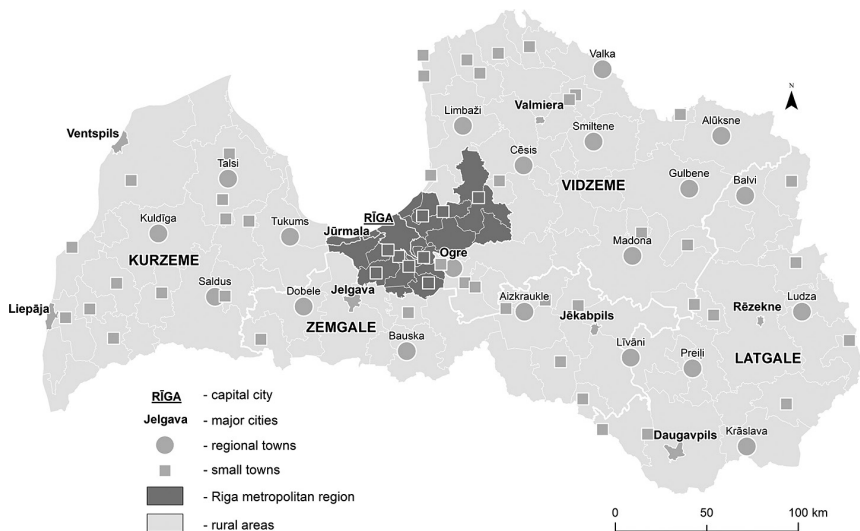 Valka
N
Limbaži
Valmiera
Alūksne
Smiltene
Ventspils
Talsi
Cēsis
VIDZEME
Gulbene
Balvi
Kuldīga
RĪGA
Tukums
Jūrmala
KURZEME
Ogre
Madona
Saldus
Jelgava
Liepāja
Dobele
Aizkraukle
Rēzekne
Ludza
ZEMGALE
Jēkabpils
Bauska
Līvāni
Preiļi
LATGALE
Daugavpils
Krāslava
RĪGA - capital city
Jelgava - major cities
- regional towns
- small towns
- Riga metropolitan region
- rural areas
0 50 100 km